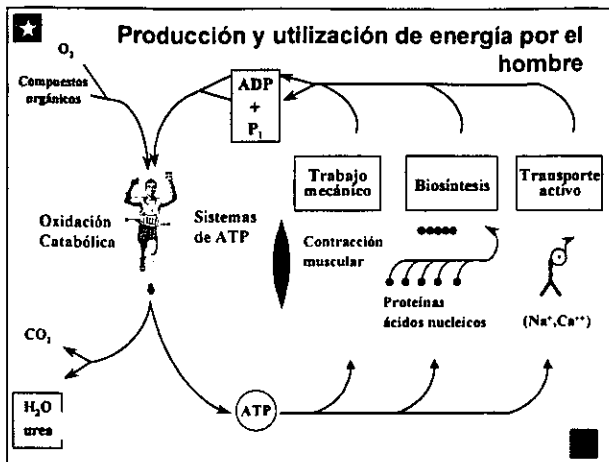 Producción y utilización de energía por el
hombre
O₂
Compuestos
orgánicos
ADP
+
P₁
Trabajo
mecánico
Biosíntesis
Transporte
activo
Oxidación
Catabólica
Sistemas
de ATP
Contracción
muscular
Proteínas
ácidos nucleicos
(Na⁺,Ca⁺⁺)
CO₂
H₂O
urea
ATP